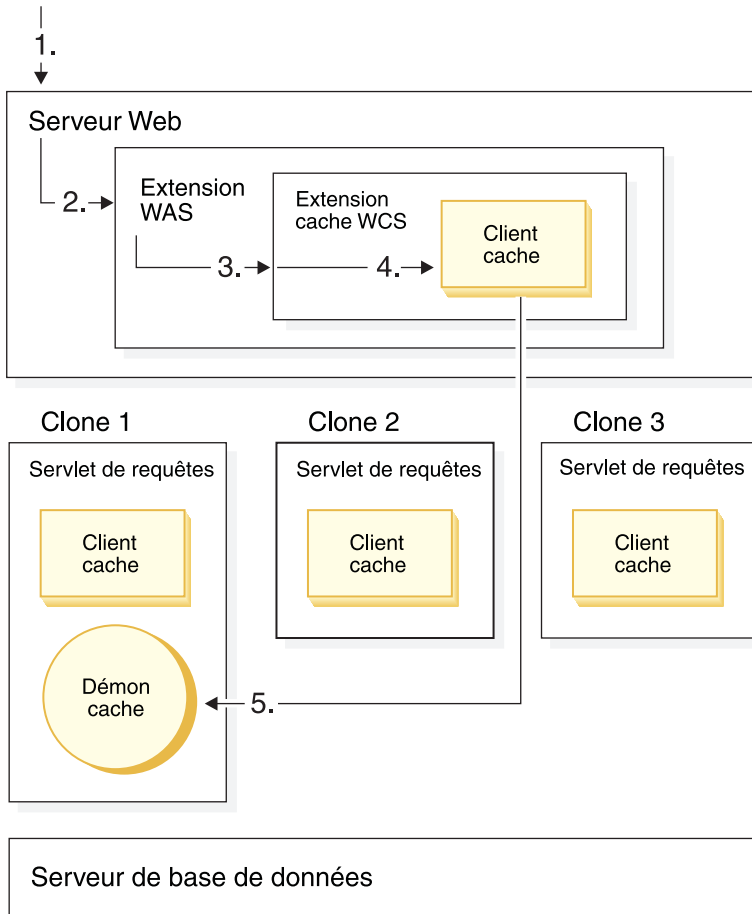 1.
Serveur Web
2.
Extension
WAS
3.
Extension
cache WCS
4.
Client
cache
Clone 1
Servlet de requêtes
Client
cache
Démon
cache
Clone 2
Servlet de requêtes
Client
cache
Clone 3
Servlet de requêtes
Client
cache
5.
Serveur de base de données